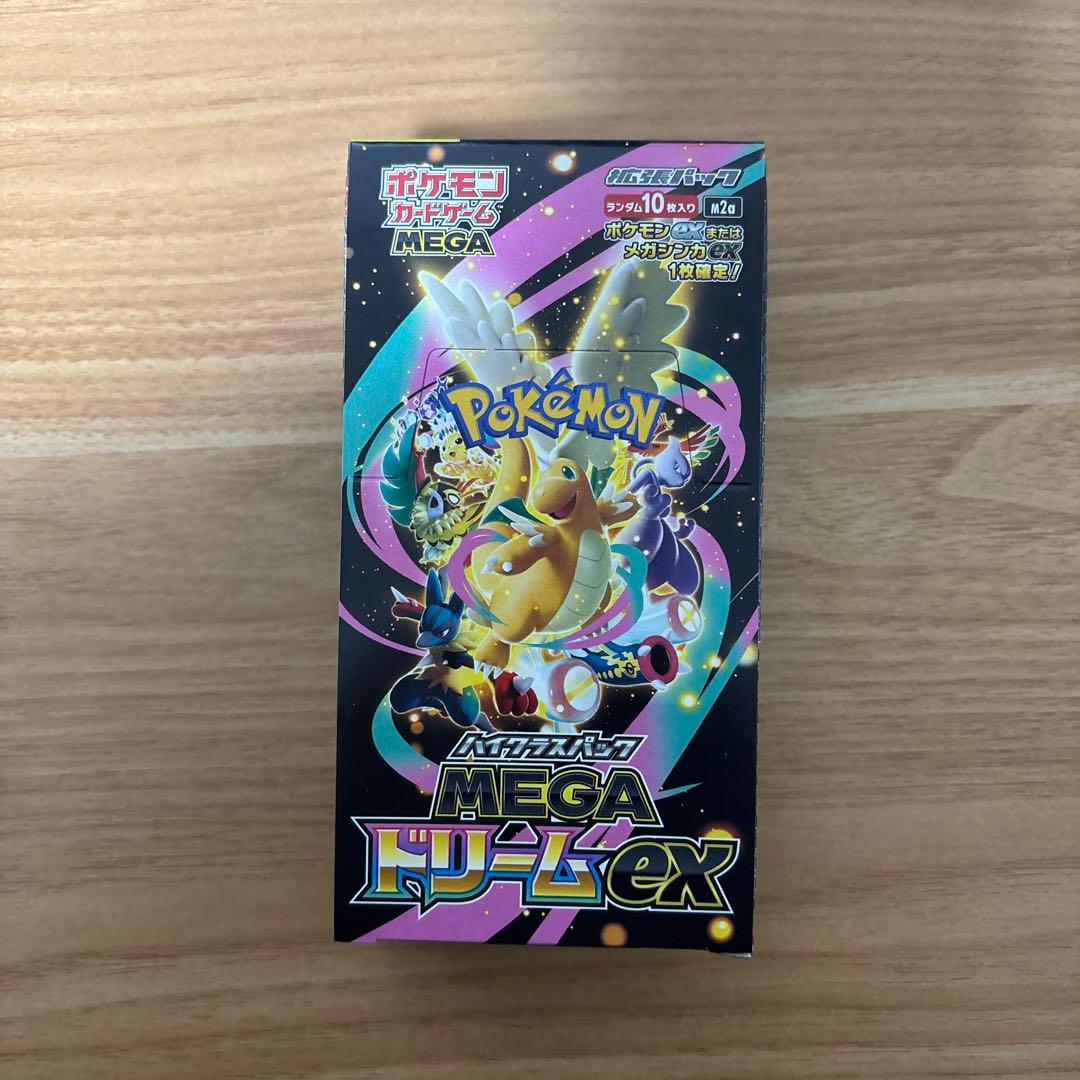 ポケモン
カードゲーム
MEGA
拡張パック
ランダム10枚入り M2a
ポケモンexまたは
メガシンカex
1枚確定!
POKéMON
TM
ハイクラスパック
MEGA
ドリームex